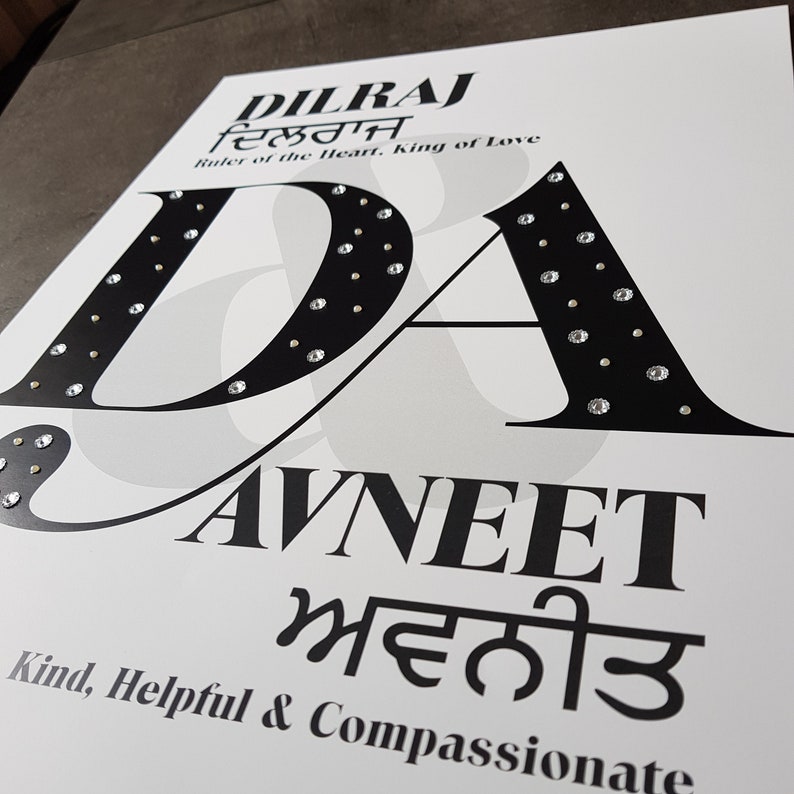 DILRAJ
ਦਿਲਰਾਜ
Ruler of the Heart. King of Love
D&A
AVNEET
ਅਵਨੀਤ
Kind, Helpful & Compassionate